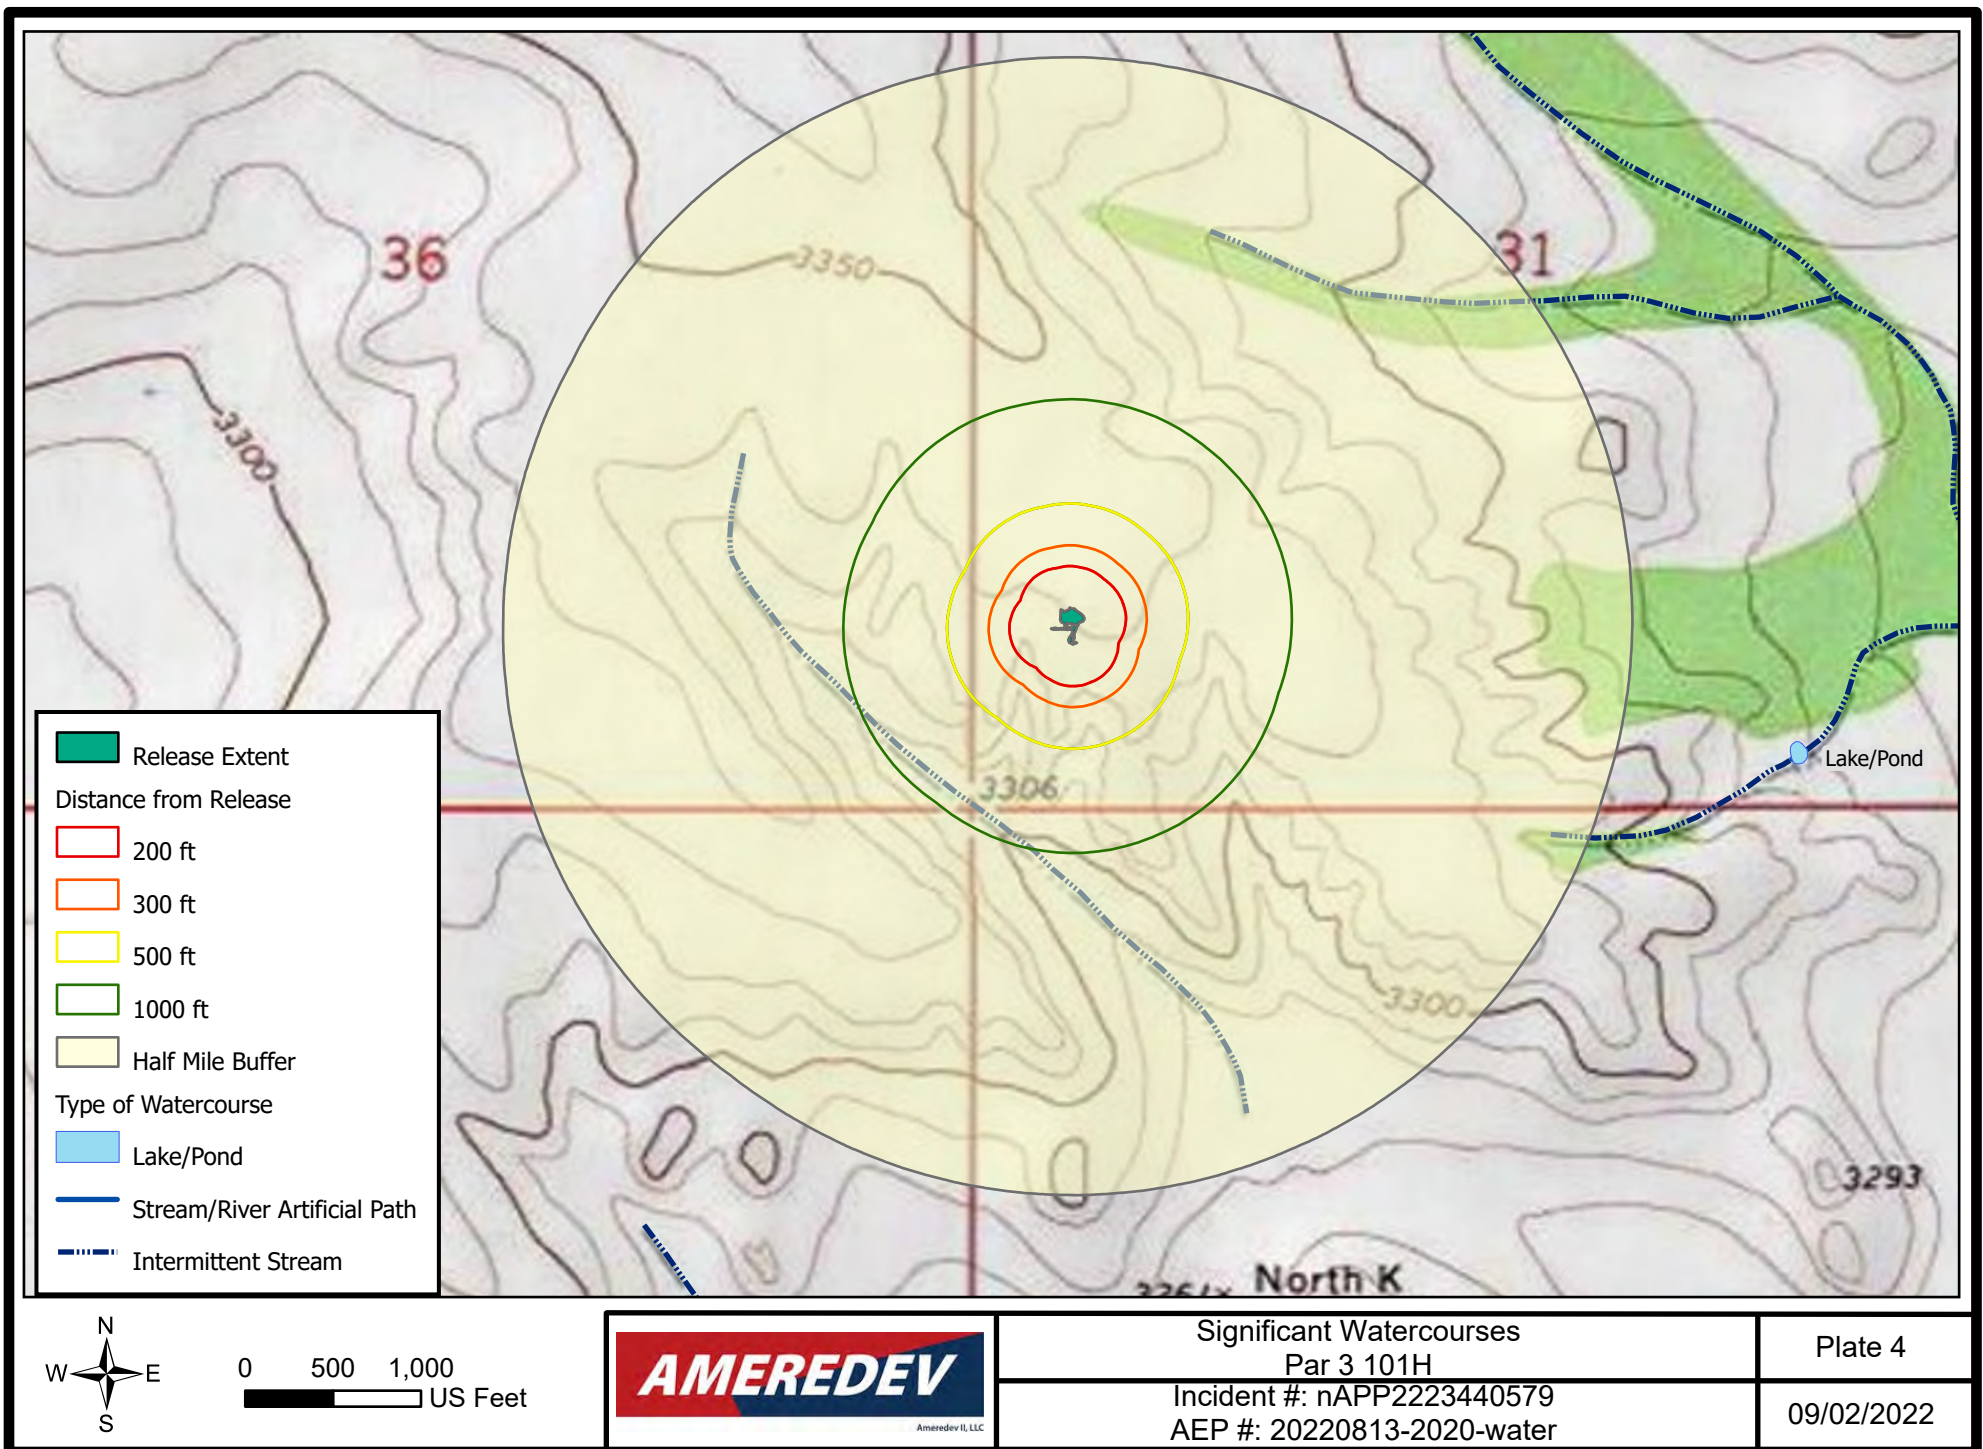 36
31
3350
3300
3306
Lake/Pond
3300
3293
North K
Release Extent
Distance from Release
200 ft
300 ft
500 ft
1000 ft
Half Mile Buffer
Type of Watercourse
Lake/Pond
Stream/River Artificial Path
Intermittent Stream
N
W E
S
0 500 1,000
US Feet
AMEREDEV
Ameredev II, LLC
Significant Watercourses
Par 3 101H
Incident #: nAPP2223440579
AEP #: 20220813-2020-water
Plate 4
09/02/2022